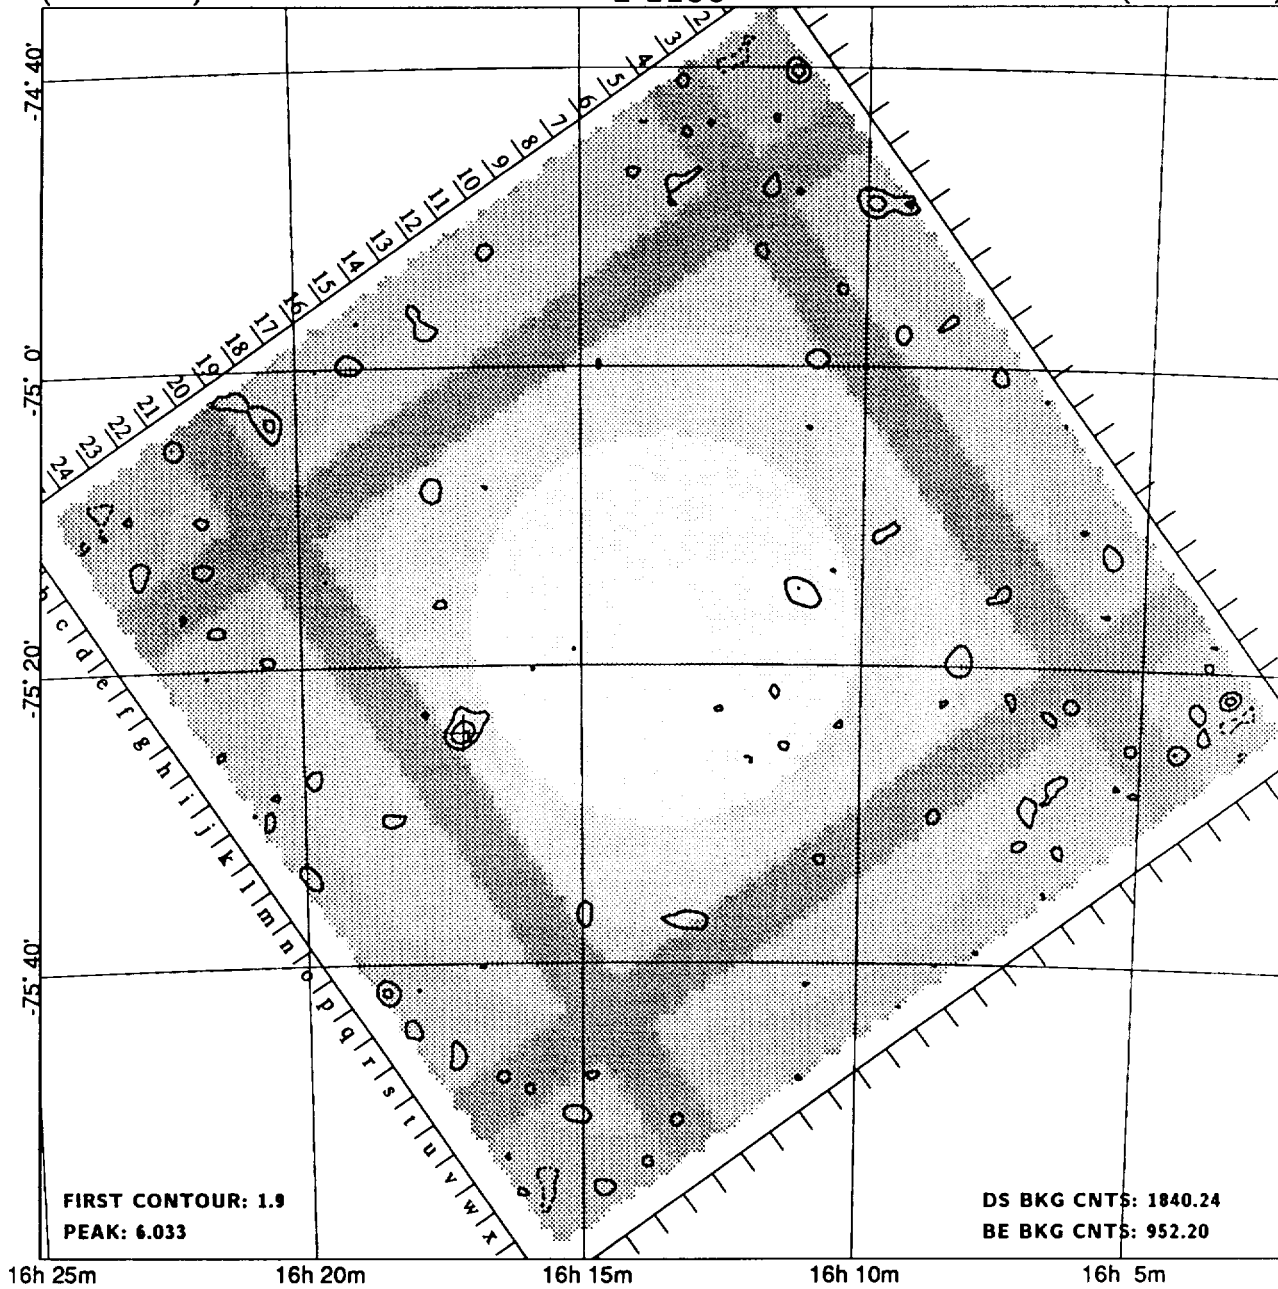 2
3
4
5
6
7
8
9
10
11
12
13
14
15
16
17
18
19
20
21
22
23
24
b
c
d
e
f
g
h
i
j
k
l
m
n
o
p
q
r
s
t
u
v
w
x
-74° 40'
-75° 0'
-75° 20'
-75° 40'
FIRST CONTOUR: 1.9
PEAK: 6.033
DS BKG CNTS: 1840.24
BE BKG CNTS: 952.20
16h 25m
16h 20m
16h 15m
16h 10m
16h 5m